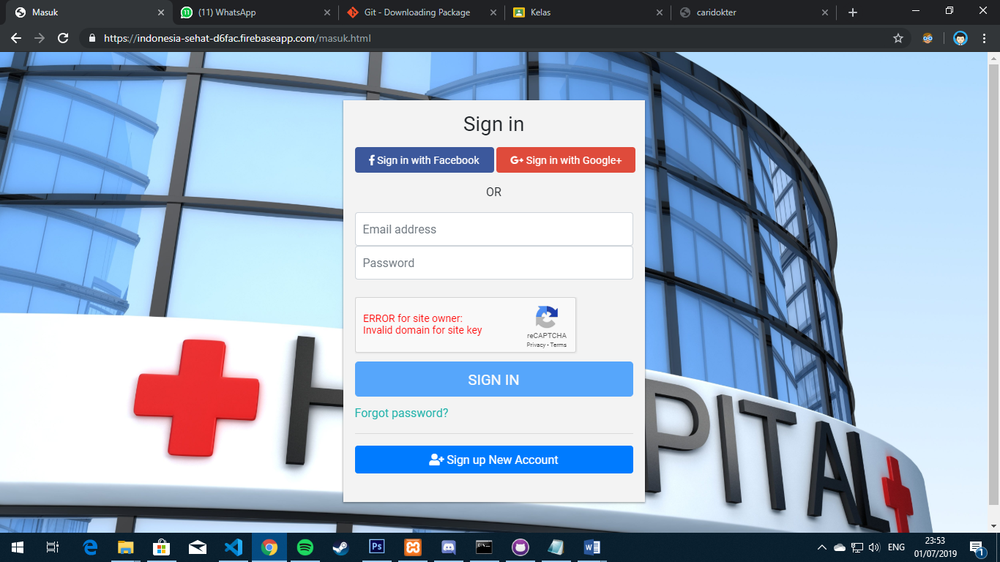 Masuk
(11) WhatsApp
Git - Downloading Package
Kelas
caridokter
https://indonesia-sehat-d6fac.firebaseapp.com/masuk.html
Sign in
Sign in with Facebook
G+ Sign in with Google+
OR
Email address
Password
ERROR for site owner:
Invalid domain for site key
reCAPTCHA
Privacy - Terms
SIGN IN
Forgot password?
Sign up New Account
H
PITAL
ENG
23:53
01/07/2019
1